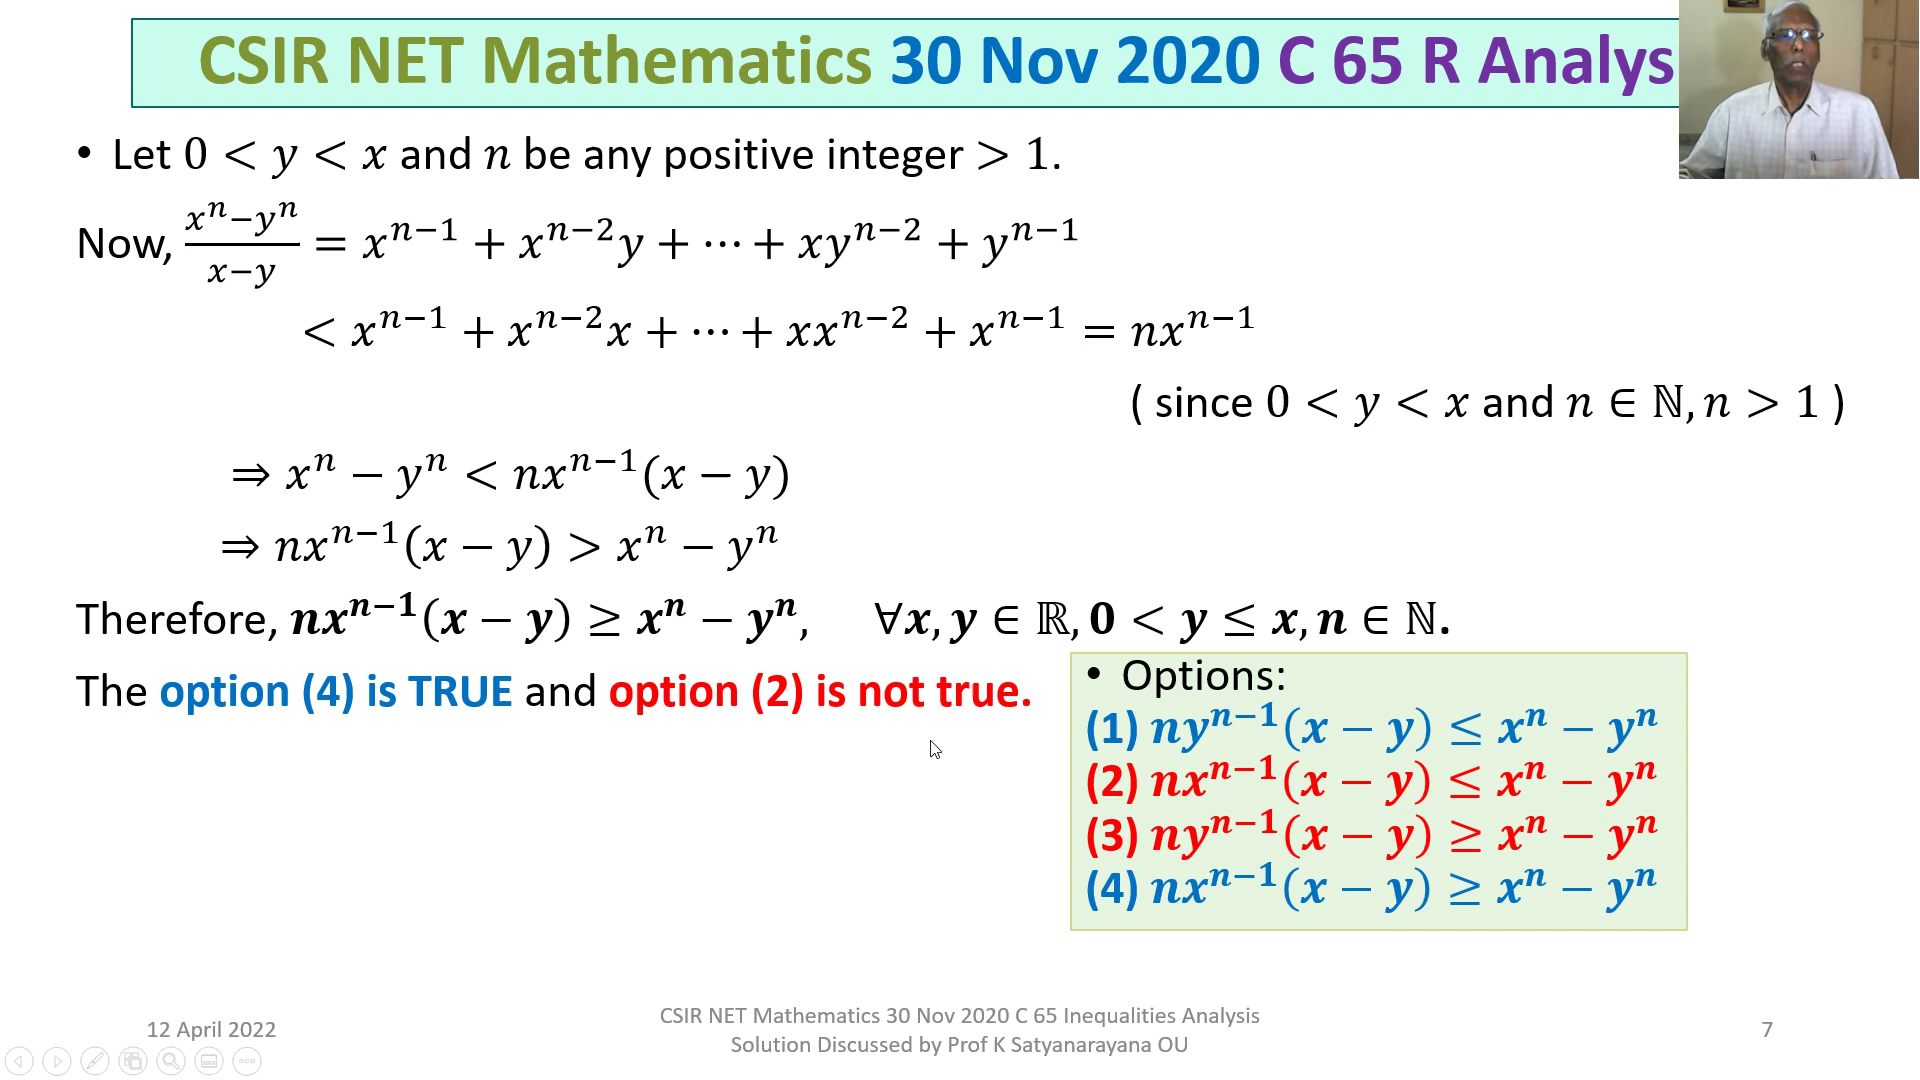 CSIR NET Mathematics 30 Nov 2020 C 65 R Analys
• Let 0 < y < x and n be any positive integer > 1.
Now, (xⁿ−yⁿ)/(x−y) = xⁿ⁻¹ + xⁿ⁻²y + ⋯ + xyⁿ⁻² + yⁿ⁻¹
< xⁿ⁻¹ + xⁿ⁻²x + ⋯ + xxⁿ⁻² + xⁿ⁻¹ = nxⁿ⁻¹
( since 0 < y < x and n ∈ ℕ, n > 1 )
⇒ xⁿ − yⁿ < nxⁿ⁻¹(x − y)
⇒ nxⁿ⁻¹(x − y) > xⁿ − yⁿ
Therefore, nxⁿ⁻¹(x − y) ≥ xⁿ − yⁿ, ∀x, y ∈ ℝ, 0 < y ≤ x, n ∈ ℕ.
The option (4) is TRUE and option (2) is not true.
• Options:
(1) nyⁿ⁻¹(x − y) ≤ xⁿ − yⁿ
(2) nxⁿ⁻¹(x − y) ≤ xⁿ − yⁿ
(3) nyⁿ⁻¹(x − y) ≥ xⁿ − yⁿ
(4) nxⁿ⁻¹(x − y) ≥ xⁿ − yⁿ
12 April 2022
CSIR NET Mathematics 30 Nov 2020 C 65 Inequalities Analysis
Solution Discussed by Prof K Satyanarayana OU
7